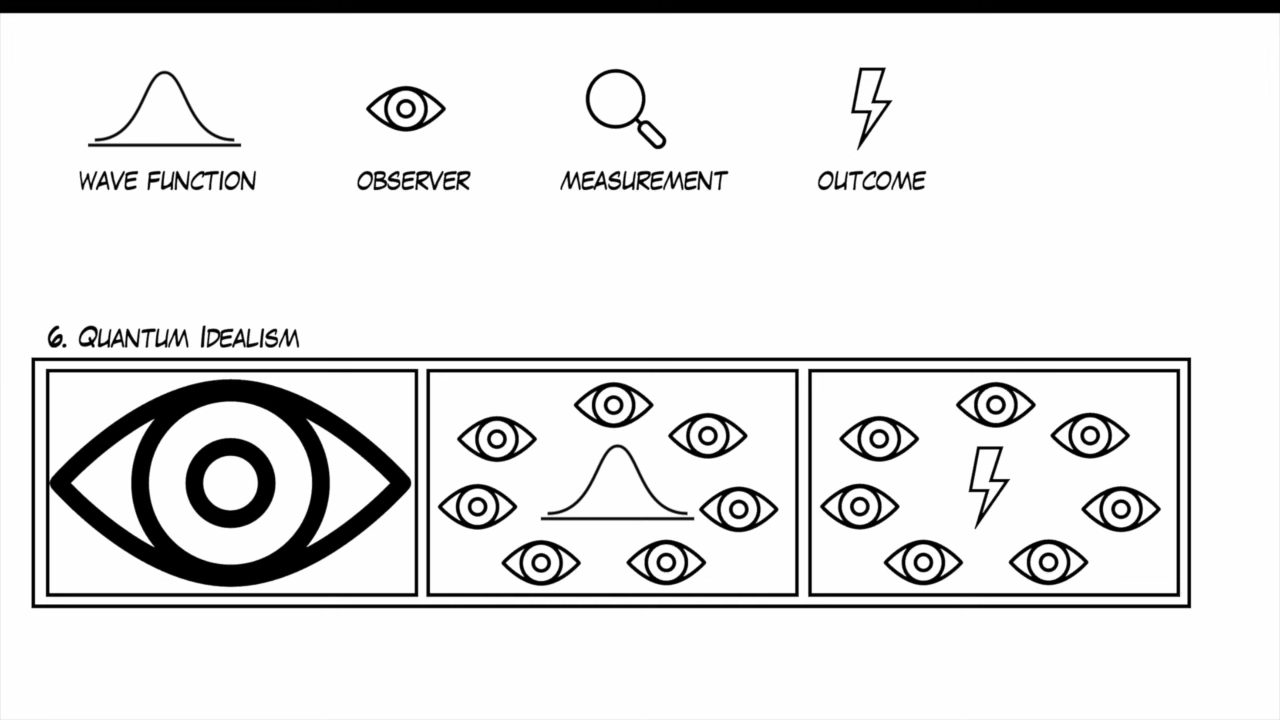 WAVE FUNCTION
OBSERVER
MEASUREMENT
OUTCOME
6. QUANTUM IDEALISM